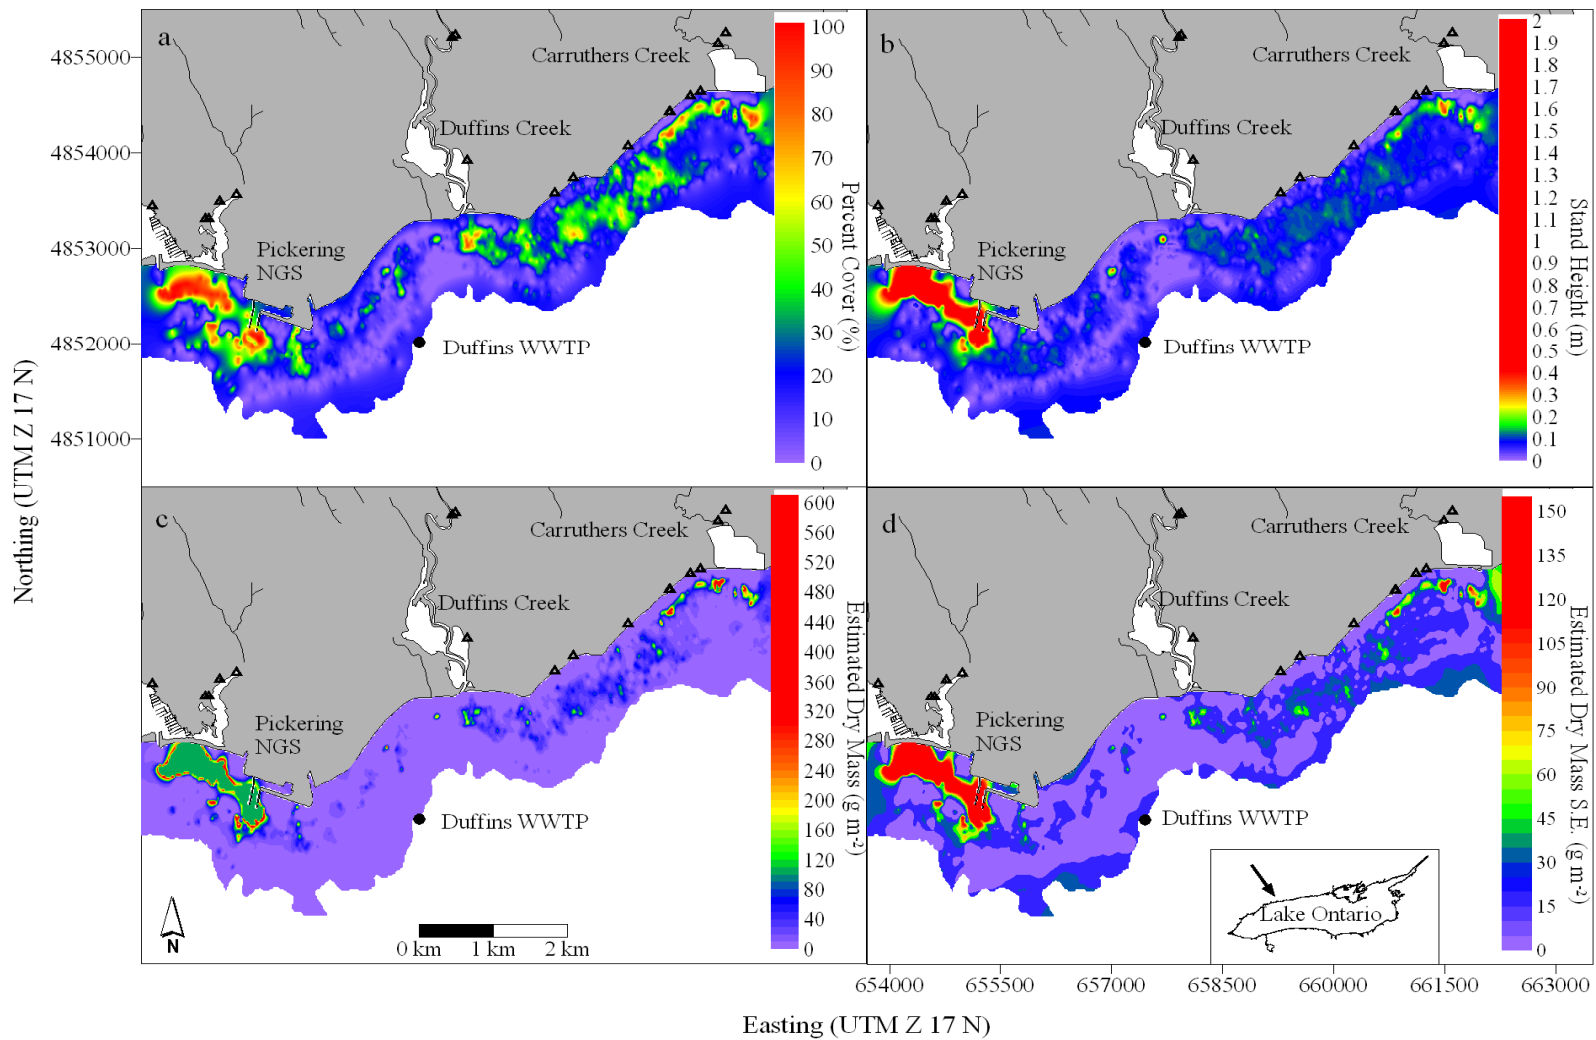 a
Carruthers Creek
Duffins Creek
Pickering
NGS
Duffins WWTP
100
90
80
70
60
50
40
30
20
10
0
Percent Cover (%)
b
Carruthers Creek
Duffins Creek
Pickering
NGS
Duffins WWTP
2
1.9
1.8
1.7
1.6
1.5
1.4
1.3
1.2
1.1
1
0.9
0.8
0.7
0.6
0.5
0.4
0.3
0.2
0.1
0
Stand Height (m)
4855000
4854000
4853000
4852000
4851000
Northing (UTM Z 17 N)
c
Carruthers Creek
Duffins Creek
Pickering
NGS
Duffins WWTP
N
0 km
1 km
2 km
600
560
520
480
440
400
360
320
280
240
200
160
120
80
40
0
Estimated Dry Mass (g m-2)
d
Carruthers Creek
Duffins Creek
Pickering
NGS
Duffins WWTP
Lake Ontario
150
135
120
105
90
75
60
45
30
15
0
Estimated Dry Mass S.E. (g m-2)
654000
655500
657000
658500
660000
661500
663000
Easting (UTM Z 17 N)